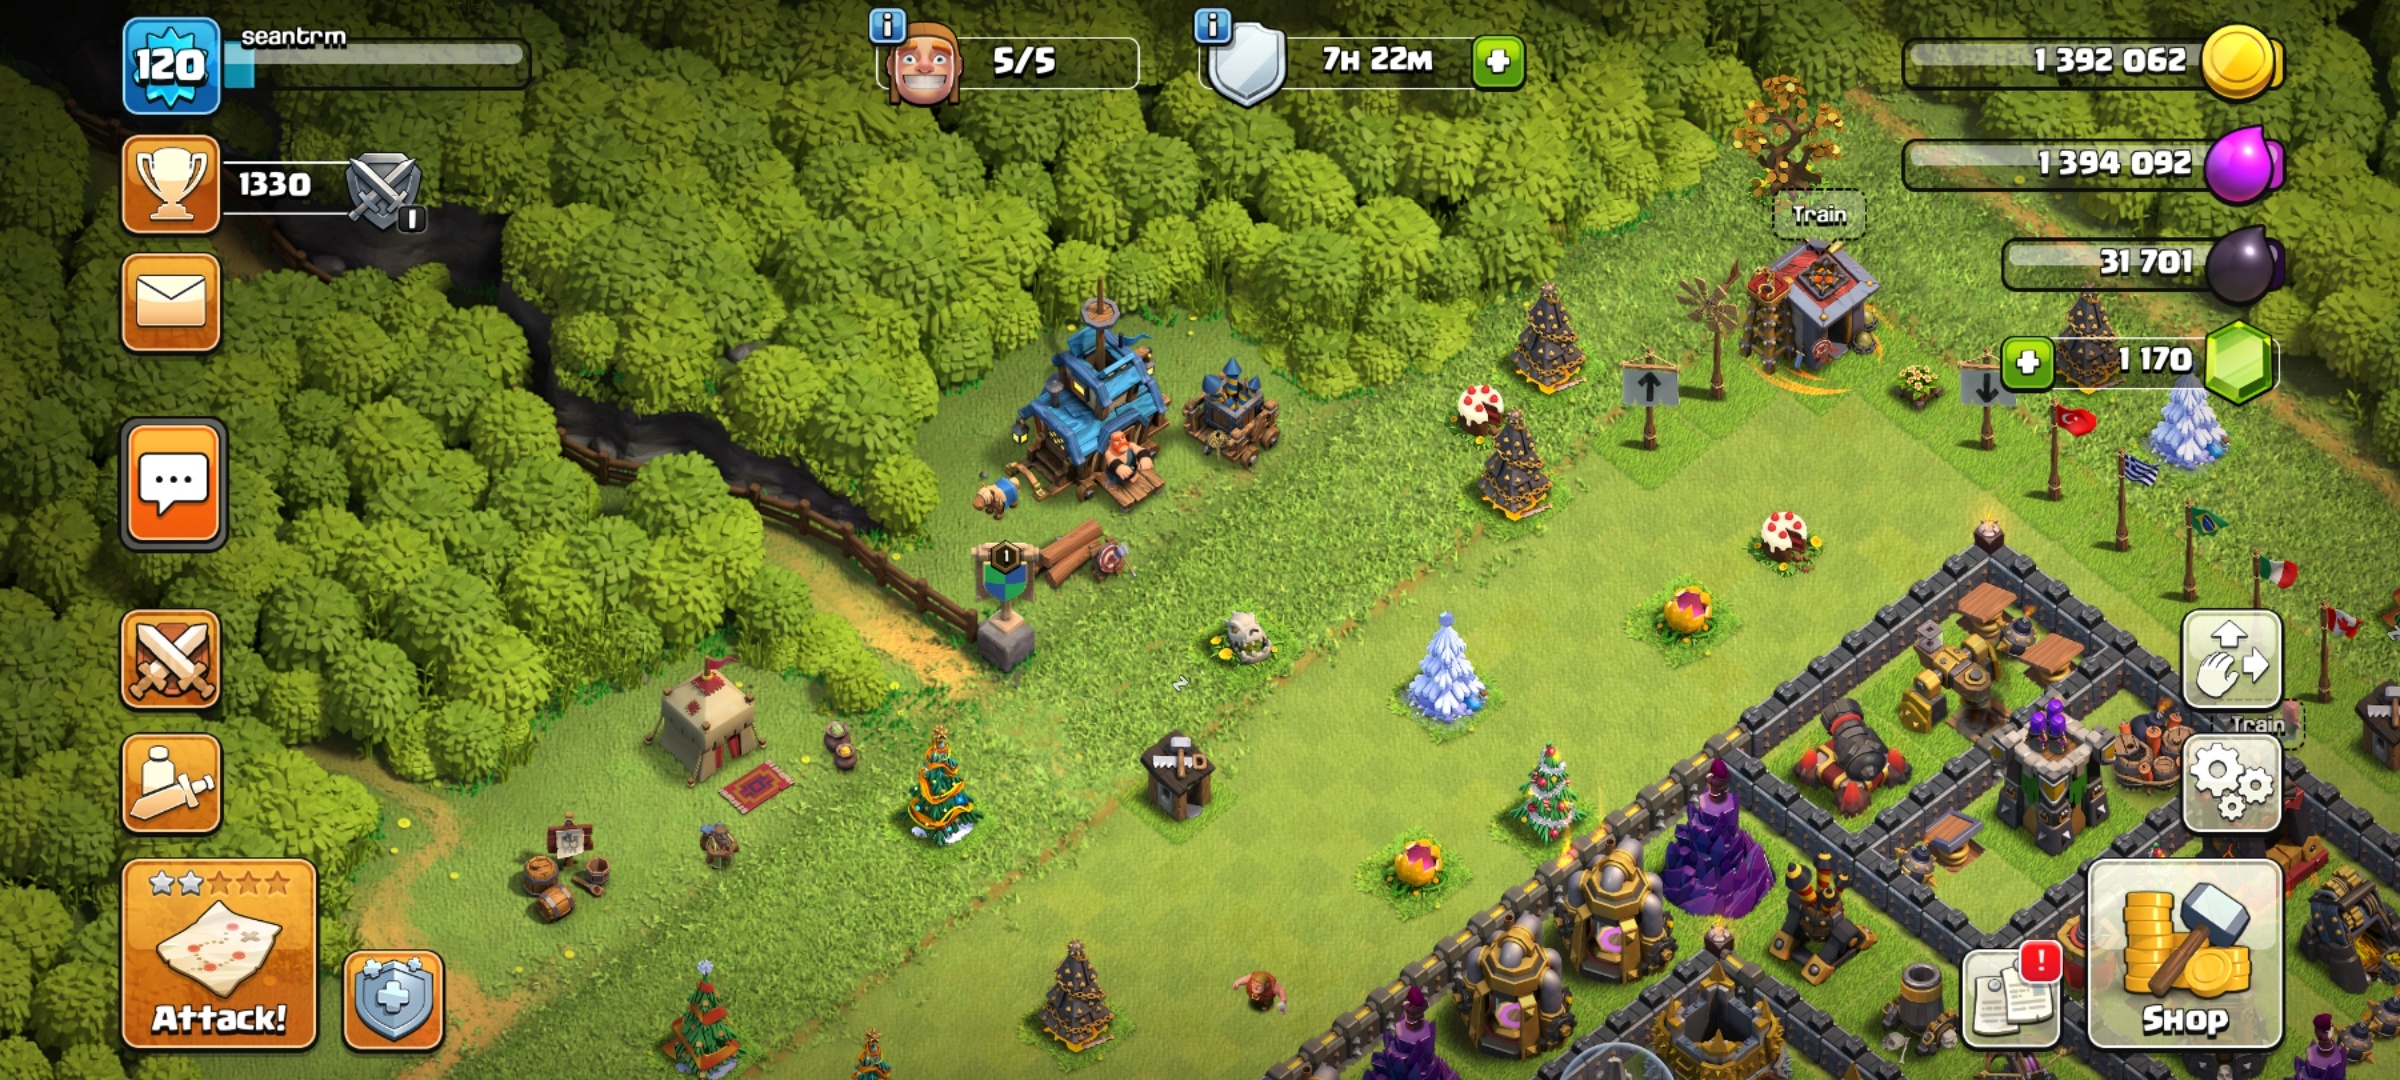 120
seantrm
5/5
7H 22M
1 392 062
1330
I
1 394 092
Train
31 701
1 170
1
Train
Attack!
!
Shop